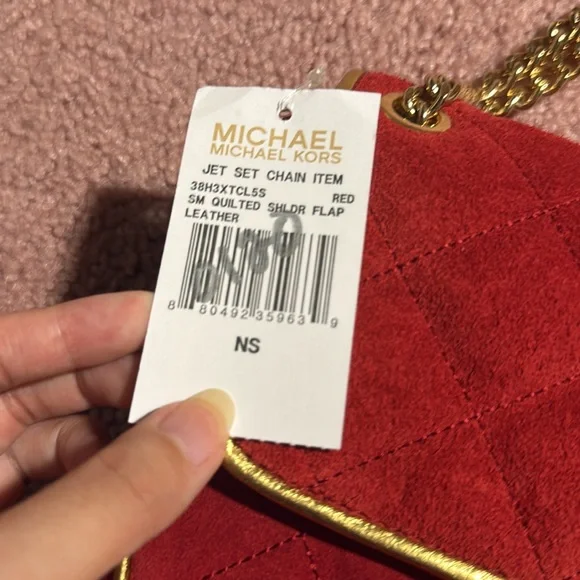 MICHAEL
MICHAEL KORS
JET SET CHAIN ITEM
38H3XTCL5S RED
SM QUILTED SHLDR FLAP
LEATHER
8 80492 35963 9
NS